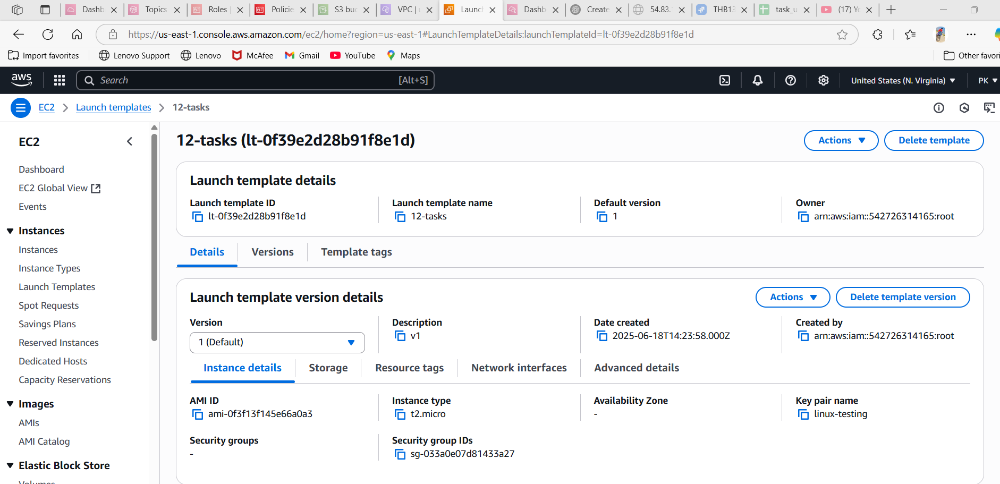 Dashb
Topics
Roles
Policie
S3 buc
VPC | u
Launc
Dashb
Create
54.83.
THB13
task_u
(17) Yo
https://us-east-1.console.aws.amazon.com/ec2/home?region=us-east-1#LaunchTemplateDetails:launchTemplateId=lt-0f39e2d28b91f8e1d
Import favorites
Lenovo Support
Lenovo
McAfee
Gmail
YouTube
Maps
Other favori
aws
Search
[Alt+S]
United States (N. Virginia)
PK
EC2
Launch templates
12-tasks
EC2
Dashboard
EC2 Global View
Events
Instances
Instances
Instance Types
Launch Templates
Spot Requests
Savings Plans
Reserved Instances
Dedicated Hosts
Capacity Reservations
Images
AMIs
AMI Catalog
Elastic Block Store
Volumes
12-tasks (lt-0f39e2d28b91f8e1d)
Actions
Delete template
Launch template details
Launch template ID
lt-0f39e2d28b91f8e1d
Launch template name
12-tasks
Default version
1
Owner
arn:aws:iam::542726314165:root
Details
Versions
Template tags
Launch template version details
Actions
Delete template version
Version
1 (Default)
Description
v1
Date created
2025-06-18T14:23:58.000Z
Created by
arn:aws:iam::542726314165:root
Instance details
Storage
Resource tags
Network interfaces
Advanced details
AMI ID
ami-0f3f13f145e66a0a3
Instance type
t2.micro
Availability Zone
-
Key pair name
linux-testing
Security groups
-
Security group IDs
sg-033a0e07d81433a27